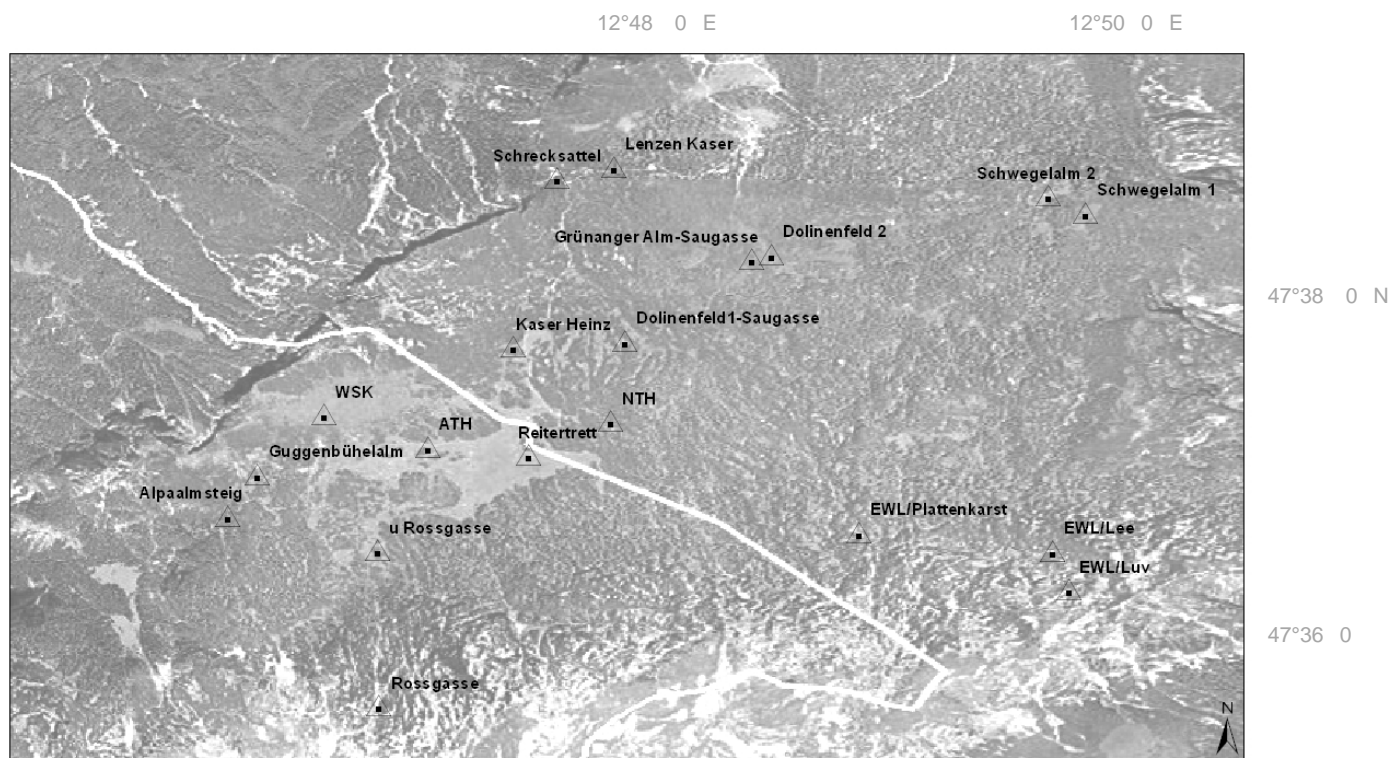 12°48 0 E
12°50 0 E
Lenzen Kaser
Schrecksattel
Schwegelalm 2
Schwegelalm 1
Dolinenfeld 2
Grünanger Alm-Saugasse
47°38 0 N
Dolinenfeld1-Saugasse
Kaser Heinz
WSK
NTH
ATH
Reitertrett
Guggenbühelalm
Alpaalmsteig
EWL/Plattenkarst
u Rossgasse
EWL/Lee
EWL/Luv
47°36 0
Rossgasse
N